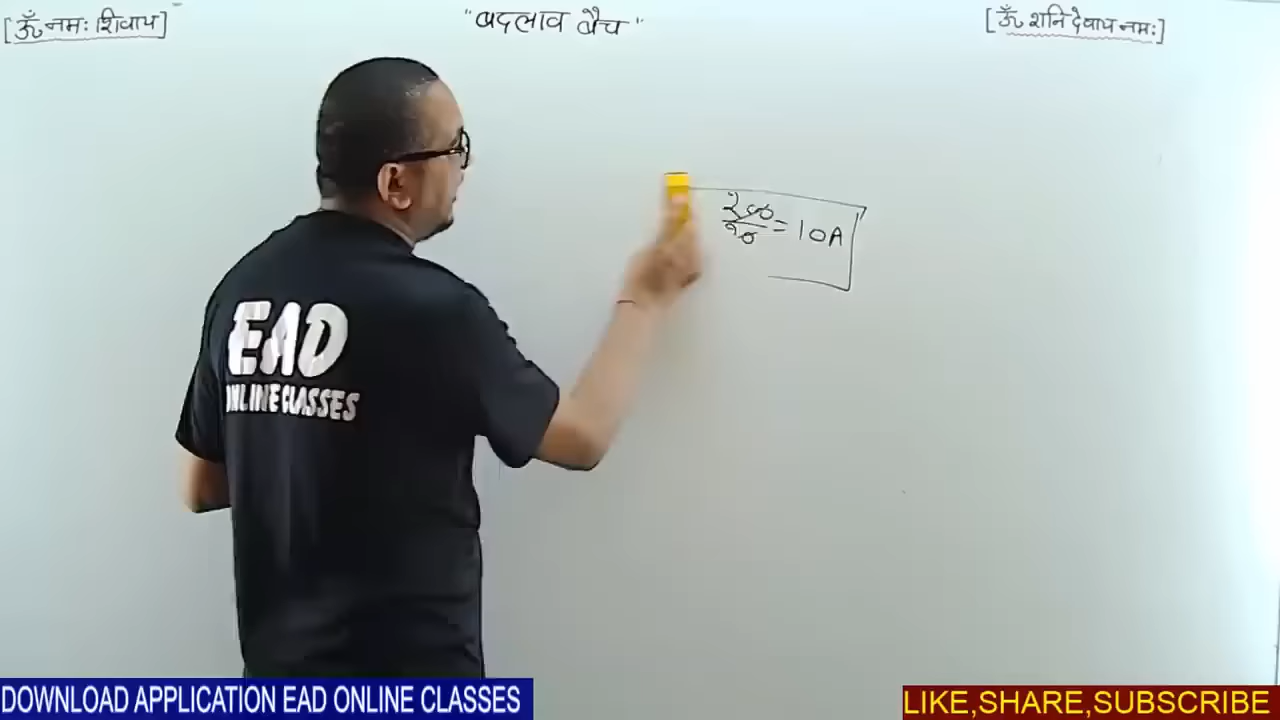 [ॐ नमः शिवाय]
"बदलाव बैच"
[ॐ शनि देवाय नमः]
200/20 = 10A
EAD
ONLINE CLASSES
DOWNLOAD APPLICATION EAD ONLINE CLASSES
LIKE,SHARE,SUBSCRIBE